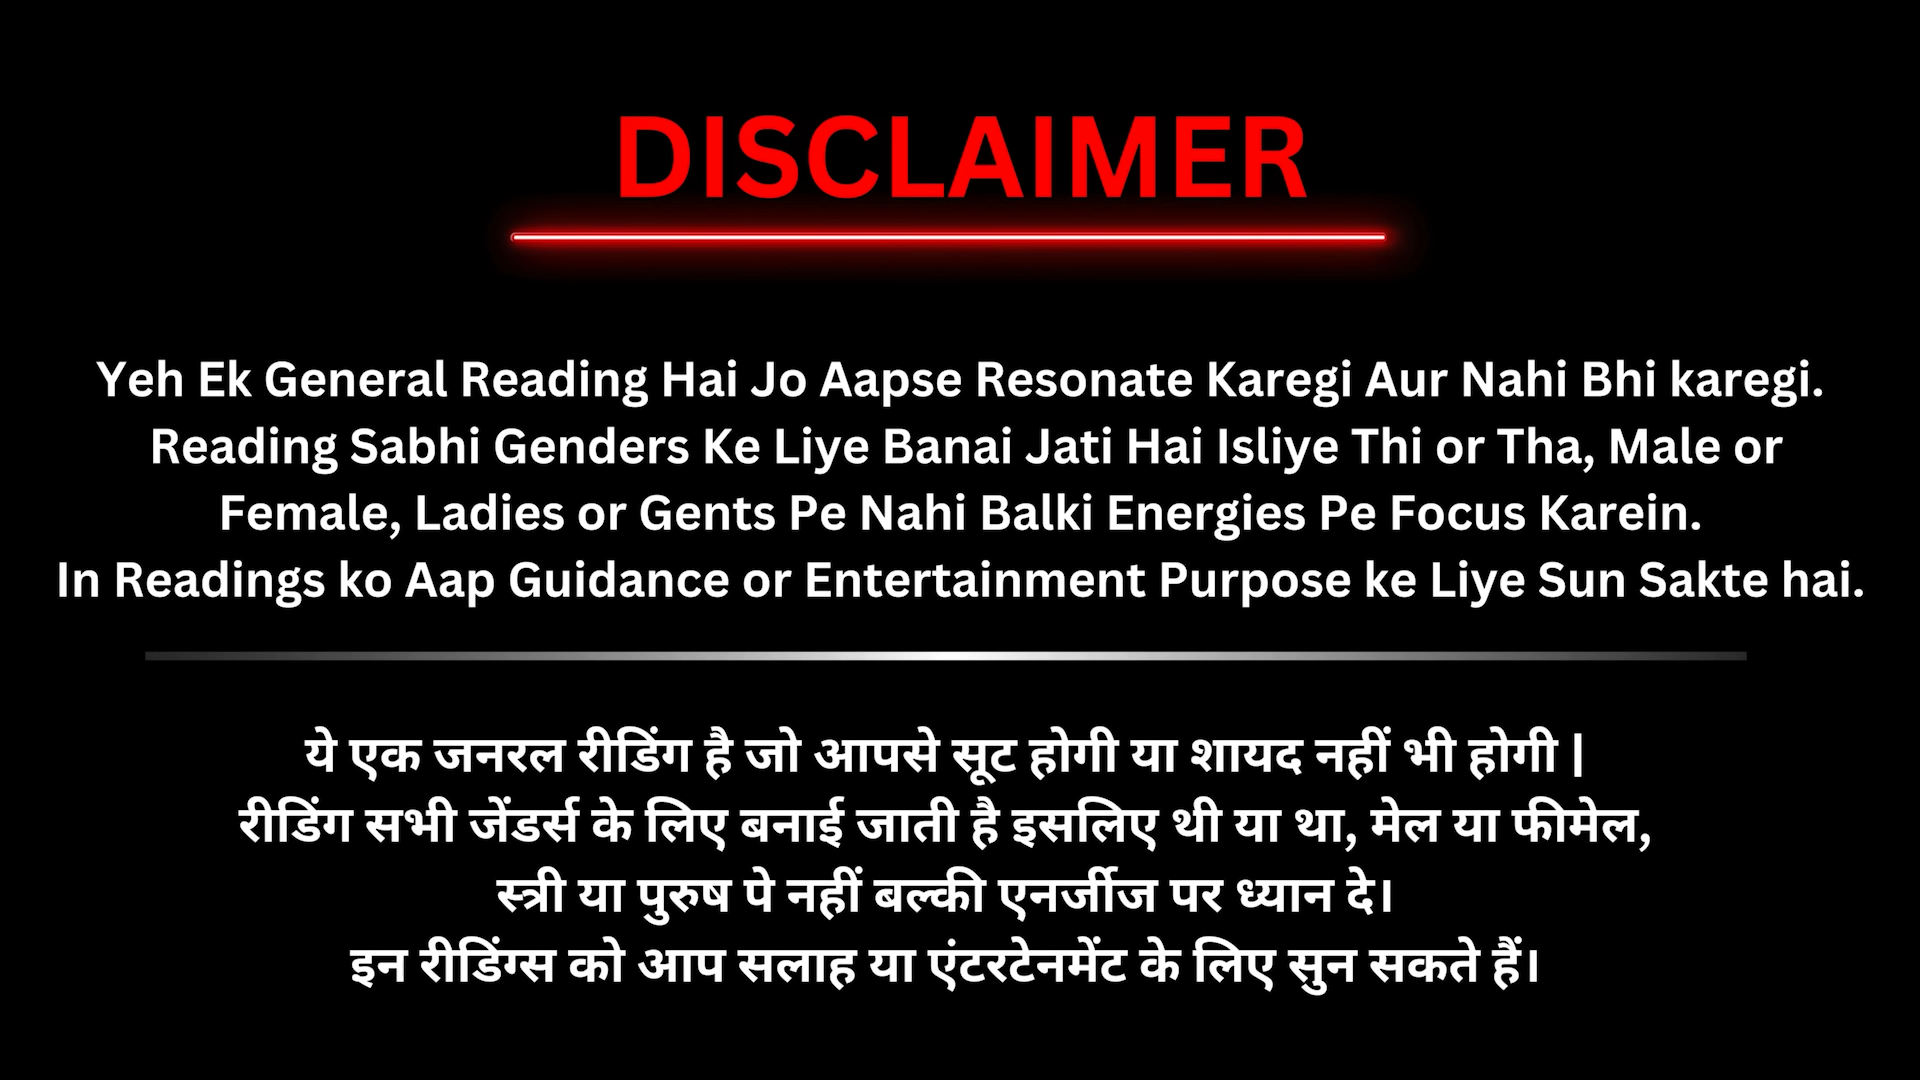 DISCLAIMER
Yeh Ek General Reading Hai Jo Aapse Resonate Karegi Aur Nahi Bhi karegi.
Reading Sabhi Genders Ke Liye Banai Jati Hai Isliye Thi or Tha, Male or
Female, Ladies or Gents Pe Nahi Balki Energies Pe Focus Karein.
In Readings ko Aap Guidance or Entertainment Purpose ke Liye Sun Sakte hai.
ये एक जनरल रीडिंग है जो आपसे सूट होगी या शायद नहीं भी होगी |
रीडिंग सभी जेंडर्स के लिए बनाई जाती है इसलिए थी या था, मेल या फीमेल,
स्त्री या पुरुष पे नहीं बल्की एनर्जीज पर ध्यान दे।
इन रीडिंग्स को आप सलाह या एंटरटेनमेंट के लिए सुन सकते हैं।